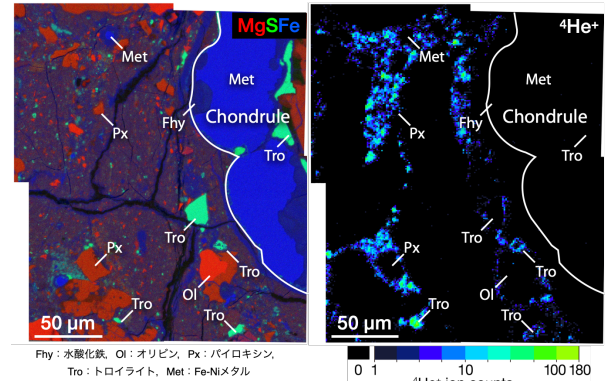 MgSFe
Met
Met
Fhy
Chondrule
Px
Tro
Tro
Px
Tro
Ol
Tro
Tro
50 µm
⁴He⁺
Met
Met
Fhy
Chondrule
Px
Tro
Tro
Px
Tro
Ol
Tro
Tro
50 µm
Fhy：水酸化鉄, Ol：オリビン, Px：パイロキシン,
Tro：トロイライト, Met：Fe-Niメタル
0 1 10 100 180
⁴He⁺ ion counts